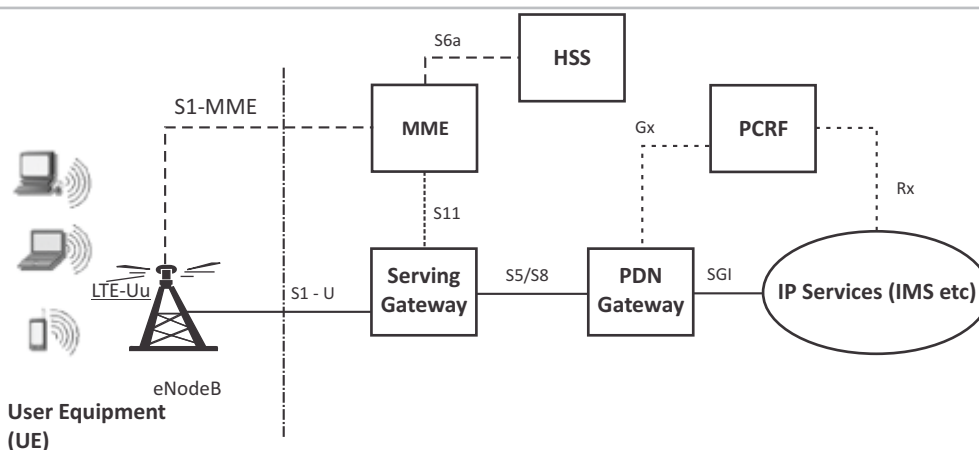 S6a
HSS
S1-MME
MME
Gx
PCRF
S11
Rx
LTE-Uu
S1 - U
Serving
Gateway
S5/S8
PDN
Gateway
SGI
IP Services (IMS etc)
eNodeB
User Equipment
(UE)